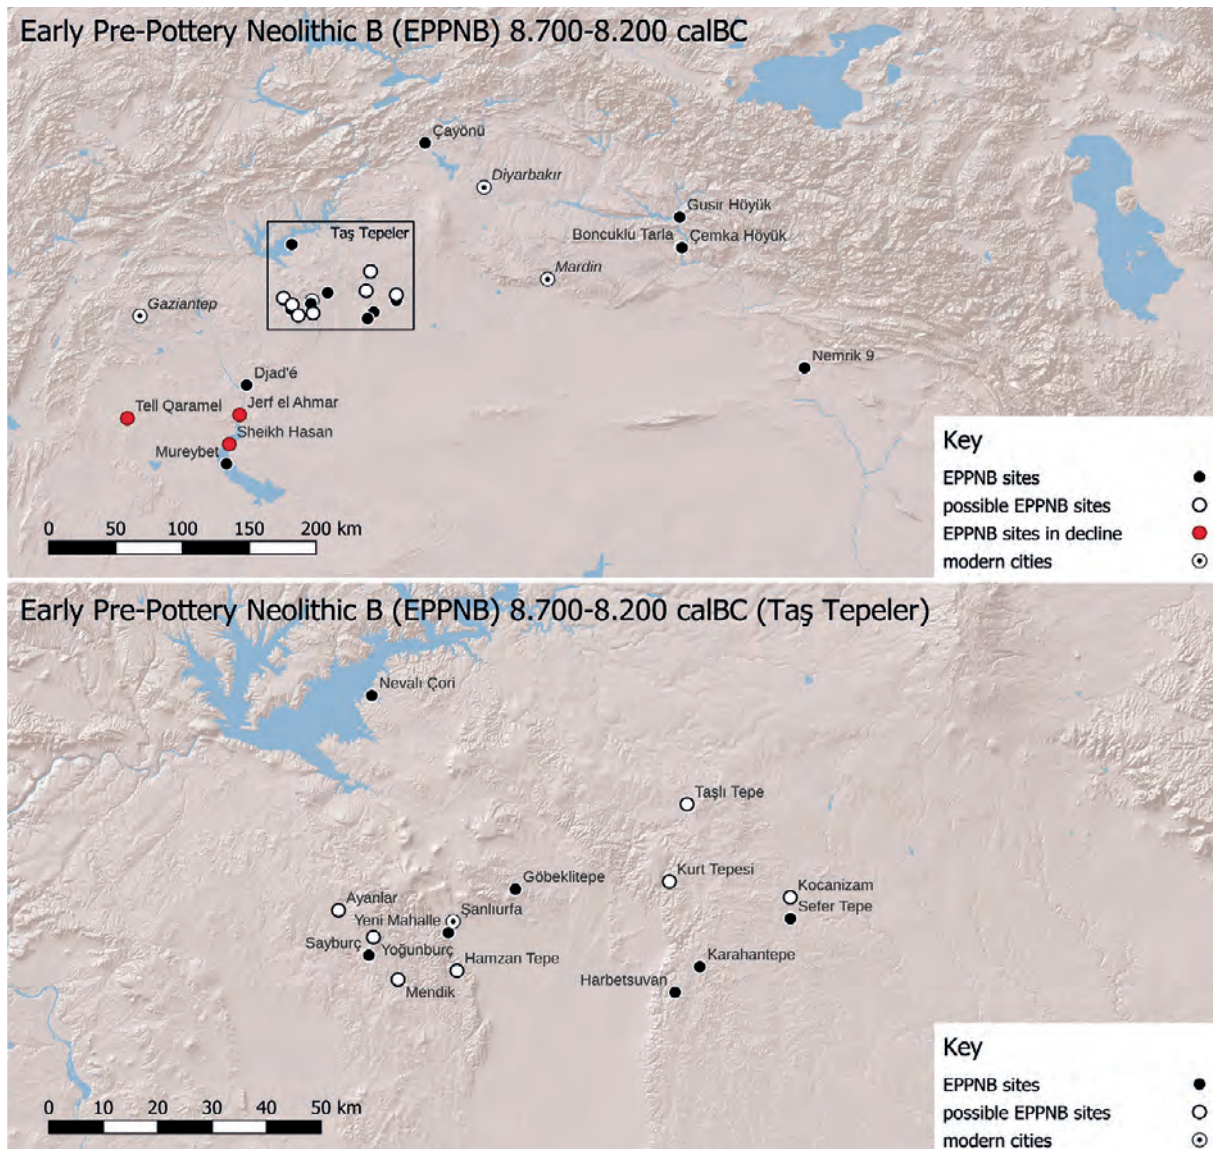 Early Pre-Pottery Neolithic B (EPPNB) 8.700-8.200 calBC
Çayönü
Diyarbakır
Gusir Höyük
Taş Tepeler
Boncuklu Tarla
Çemka Höyük
Mardin
Gaziantep
Nemrik 9
Djad'é
Tell Qaramel
Jerf el Ahmar
Sheikh Hasan
Mureybet
0 50 100 150 200 km
Key
EPPNB sites
possible EPPNB sites
EPPNB sites in decline
modern cities
Early Pre-Pottery Neolithic B (EPPNB) 8.700-8.200 calBC (Taş Tepeler)
Nevalı Çori
Taşlı Tepe
Göbeklitepe
Kurt Tepesi
Kocanizam
Ayanlar
Şanlıurfa
Sefer Tepe
Yeni Mahalle
Sayburç
Yoğunburç
Hamzan Tepe
Karahantepe
Harbetsuvan
Mendik
0 10 20 30 40 50 km
Key
EPPNB sites
possible EPPNB sites
modern cities